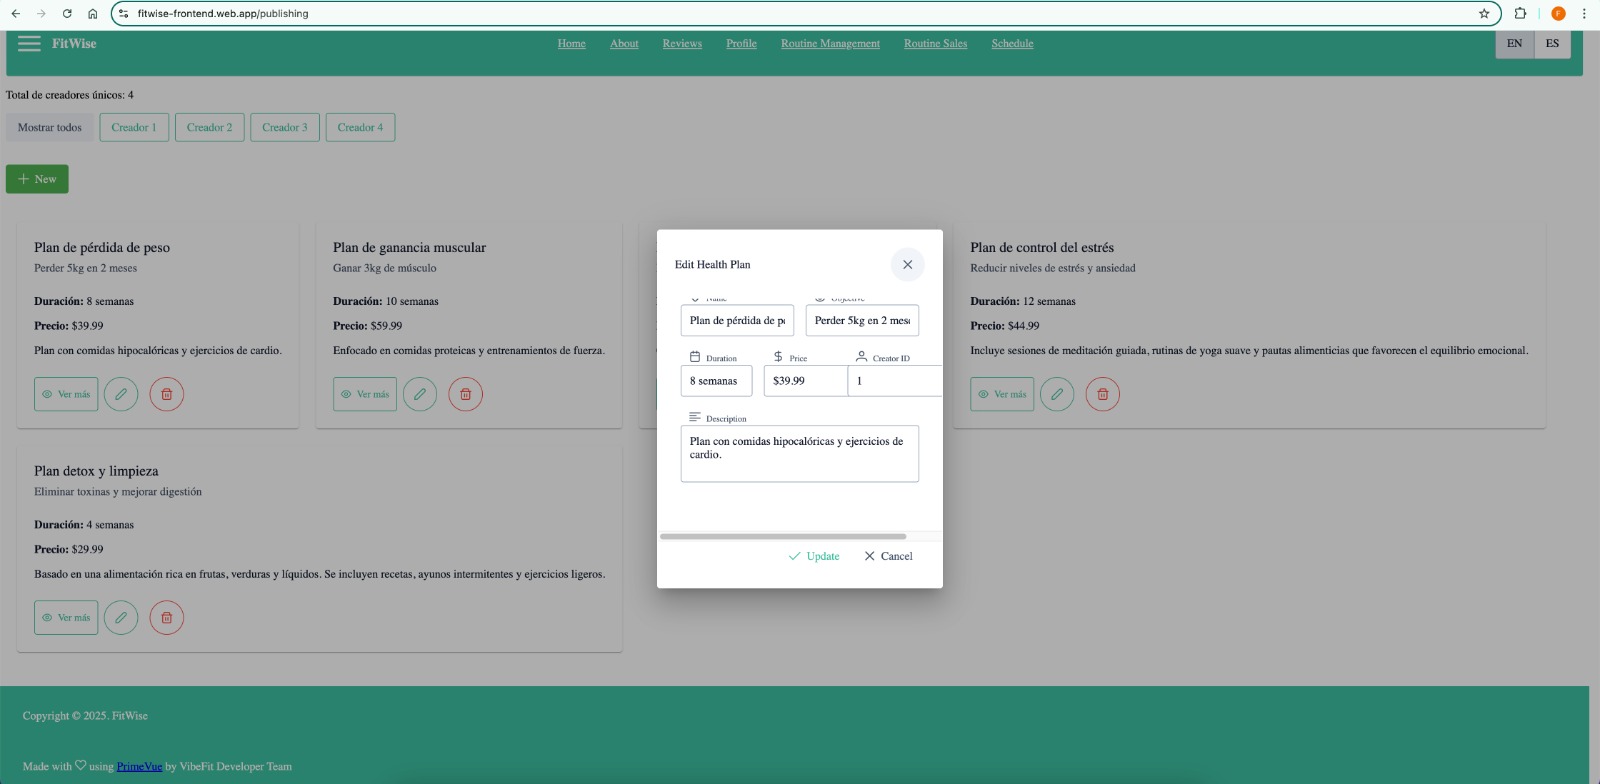 fitwise-frontend.web.app/publishing
F
FitWise
Home About Reviews Profile Routine Management Routine Sales Schedule
EN ES
Total de creadores únicos: 4
Mostrar todos Creador 1 Creador 2 Creador 3 Creador 4
New
Plan de pérdida de peso
Perder 5kg en 2 meses
Duración: 8 semanas
Precio: $39.99
Plan con comidas hipocalóricas y ejercicios de cardio.
Ver más
Plan de ganancia muscular
Ganar 3kg de músculo
Duración: 10 semanas
Precio: $59.99
Enfocado en comidas proteicas y entrenamientos de fuerza.
Ver más
Plan de control del estrés
Reducir niveles de estrés y ansiedad
Duración: 12 semanas
Precio: $44.99
Incluye sesiones de meditación guiada, rutinas de yoga suave y pautas alimenticias que favorecen el equilibrio emocional.
Ver más
Plan detox y limpieza
Eliminar toxinas y mejorar digestión
Duración: 4 semanas
Precio: $29.99
Basado en una alimentación rica en frutas, verduras y líquidos. Se incluyen recetas, ayunos intermitentes y ejercicios ligeros.
Ver más
Edit Health Plan
Name Objective
Plan de pérdida de Perder 5kg en 2
Duration Price Creator ID
8 semanas $39.99 1
Description
Plan con comidas hipocalóricas y ejercicios de
cardio.
Update Cancel
Copyright © 2025. FitWise
Made with using PrimeVue by VibeFit Developer Team